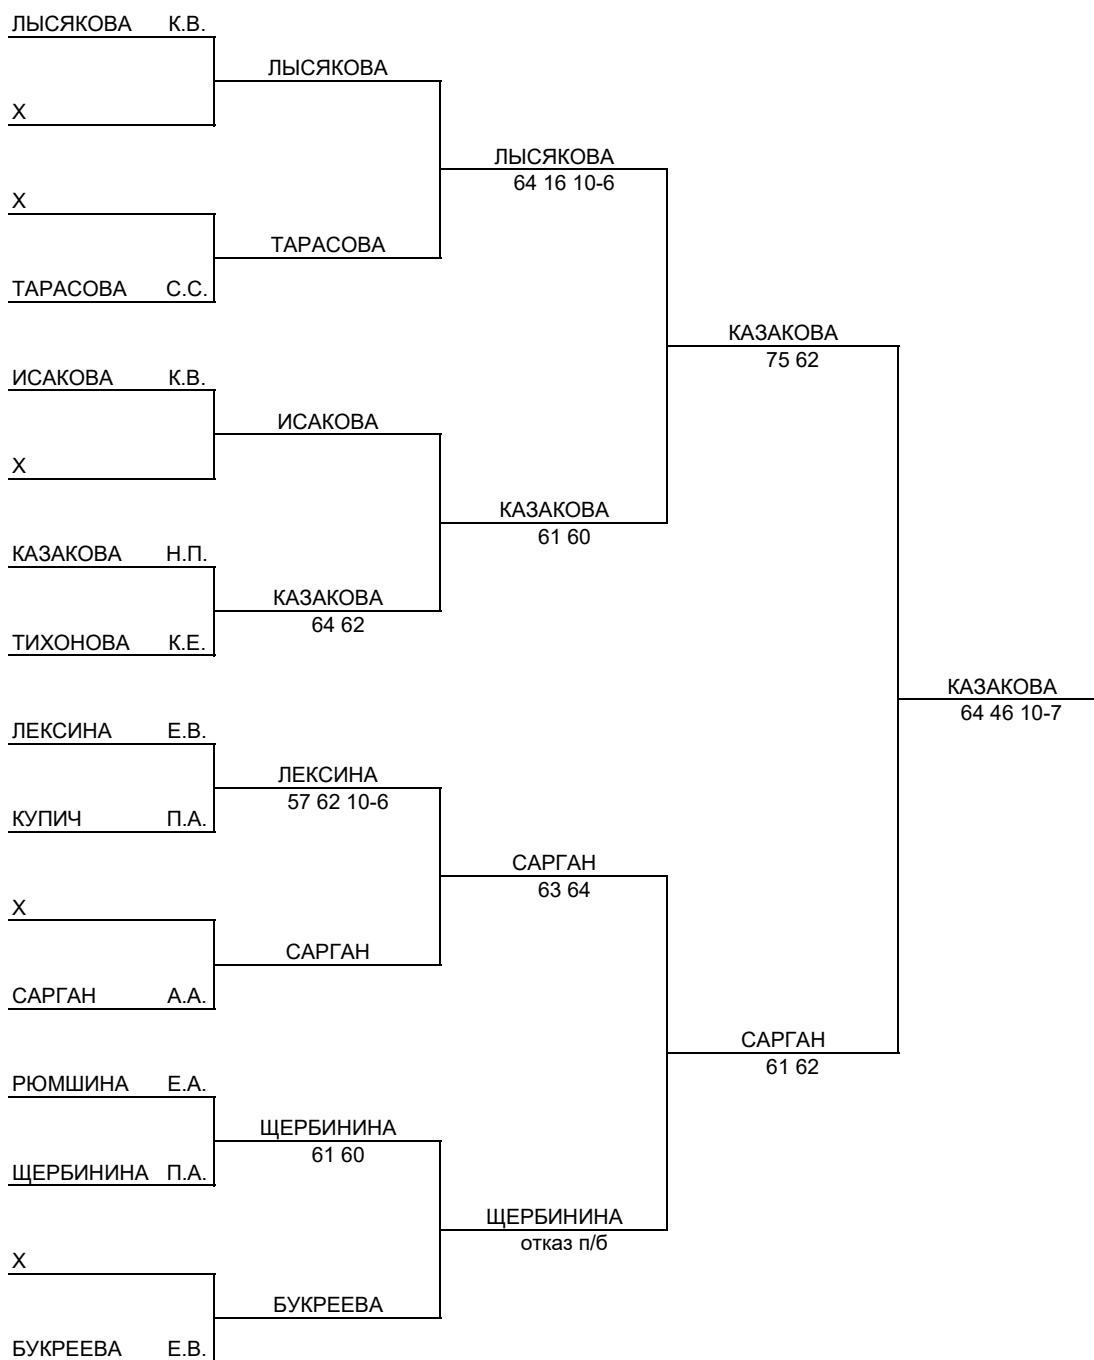 ЛЫСЯКОВА К.В.
ЛЫСЯКОВА
X
ЛЫСЯКОВА
64 16 10-6
X
ТАРАСОВА
ТАРАСОВА С.С.
КАЗАКОВА
75 62
ИСАКОВА К.В.
ИСАКОВА
X
КАЗАКОВА
61 60
КАЗАКОВА Н.П.
КАЗАКОВА
64 62
ТИХОНОВА К.Е.
КАЗАКОВА
64 46 10-7
ЛЕКСИНА Е.В.
ЛЕКСИНА
57 62 10-6
КУПИЧ П.А.
САРГАН
63 64
X
САРГАН
САРГАН А.А.
САРГАН
61 62
РЮМШИНА Е.А.
ЩЕРБИНИНА
61 60
ЩЕРБИНИНА П.А.
ЩЕРБИНИНА
отказ п/б
X
БУКРЕЕВА
БУКРЕЕВА Е.В.